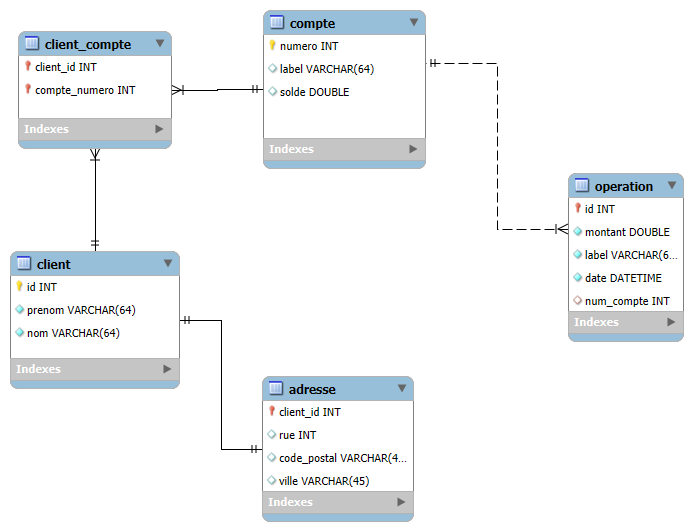 client_compte
client_id INT
compte_numero INT
Indexes
compte
numero INT
label VARCHAR(64)
solde DOUBLE
Indexes
operation
id INT
montant DOUBLE
label VARCHAR(6...
date DATETIME
num_compte INT
Indexes
client
id INT
prenom VARCHAR(64)
nom VARCHAR(64)
Indexes
adresse
client_id INT
rue INT
code_postal VARCHAR(4...
ville VARCHAR(45)
Indexes